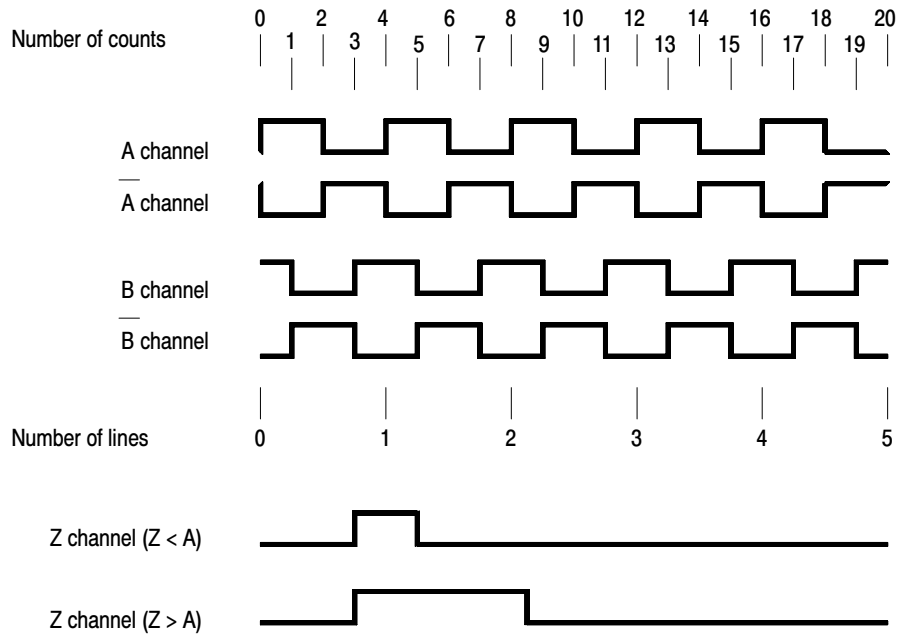 0 2 4 6 8 10 12 14 16 18 20
Number of counts 1 3 5 7 9 11 13 15 17 19
A channel
A̅ channel
B channel
B̅ channel
Number of lines 0 1 2 3 4 5
Z channel (Z < A)
Z channel (Z > A)